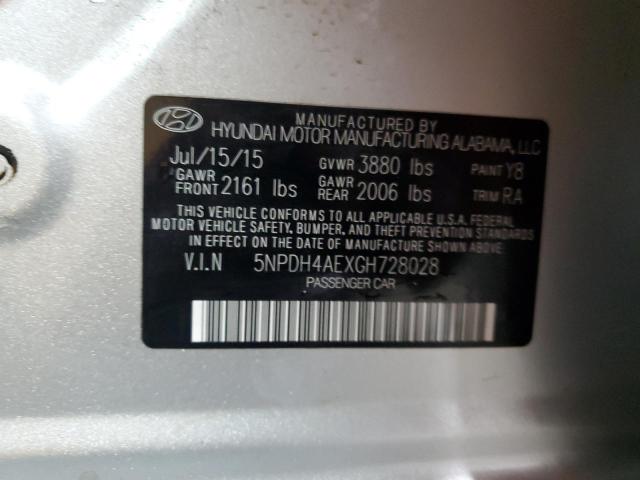 MANUFACTURED BY
HYUNDAI MOTOR MANUFACTURING ALABAMA, LLC
Jul/15/15 GVWR 3880 lbs PAINT Y8
GAWR FRONT 2161 lbs GAWR REAR 2006 lbs TRIM RA
THIS VEHICLE CONFORMS TO ALL APPLICABLE U.S.A. FEDERAL
MOTOR VEHICLE SAFETY, BUMPER, AND THEFT PREVENTION
STANDARDS IN EFFECT ON THE DATE OF MANUFACTURE SHOWN ABOVE.
V.I.N 5NPDH4AEXGH728028
PASSENGER CAR